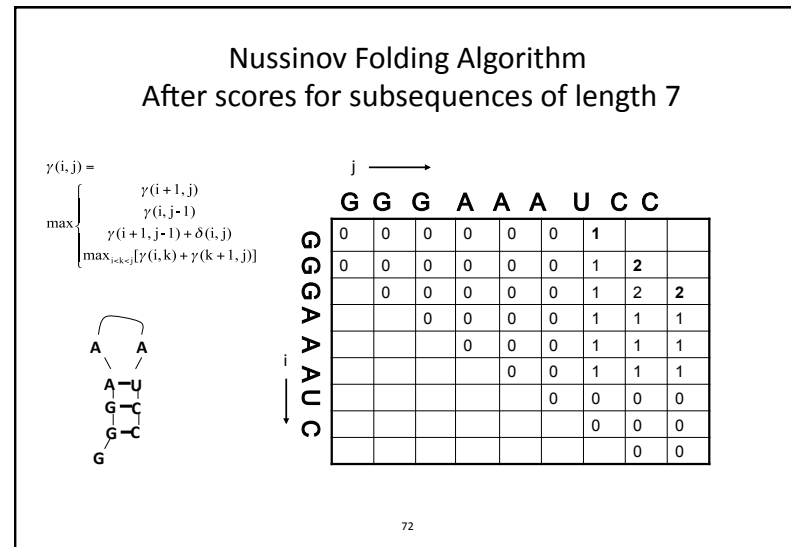 Nussinov Folding Algorithm
After scores for subsequences of length 7
γ(i, j) =
max{
γ(i+1, j)
γ(i, j-1)
γ(i+1, j-1) + δ(i, j)
max i<k<j[γ(i, k) + γ(k+1, j)]
j
G G G A A A U C C
G 0 0 0 0 0 0 1
G 0 0 0 0 0 0 1 2
G 0 0 0 0 0 1 2 2
A 0 0 0 0 1 1 1
A 0 0 0 1 1 1
A 0 0 1 1 1
U 0 0 0 0
C 0 0 0
0 0
i
A A
A U
G C
G C
G
72